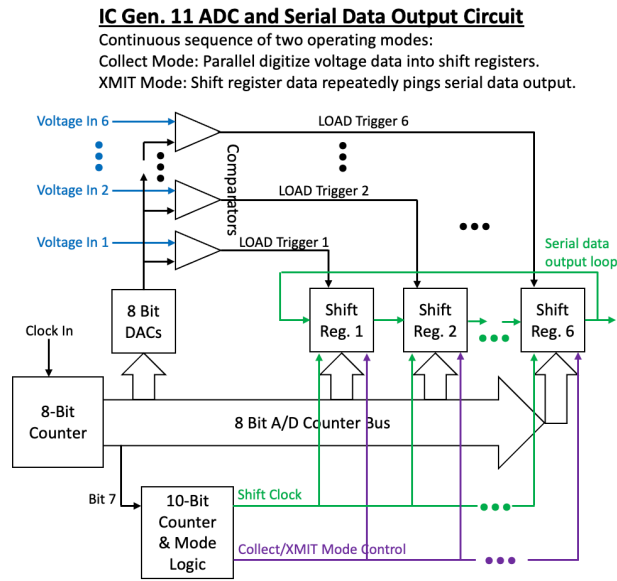 IC Gen. 11 ADC and Serial Data Output Circuit
Continuous sequence of two operating modes:
Collect Mode: Parallel digitize voltage data into shift registers.
XMIT Mode: Shift register data repeatedly pings serial data output.
Voltage In 6
LOAD Trigger 6
Comparators
Voltage In 2
LOAD Trigger 2
Voltage In 1
LOAD Trigger 1
Serial data
output loop
8 Bit
DACs
Shift
Reg. 1
Shift
Reg. 2
Shift
Reg. 6
Clock In
8-Bit
Counter
8 Bit A/D Counter Bus
Bit 7
10-Bit
Counter
& Mode
Logic
Shift Clock
Collect/XMIT Mode Control